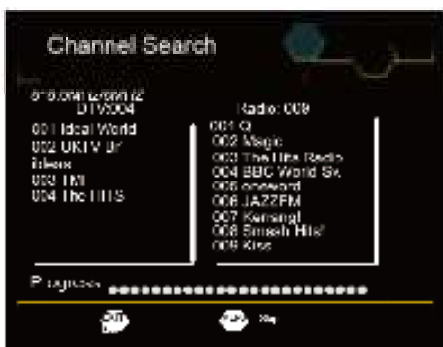 Channel Search
DTV:004
001 Ideal World
002 UKTV Br'
ideas
003 TMI
004 The HITS
Radio: 009
001 Q
002 Magic
003 The Hits Radio
004 BBC World Sv.
005 oneword
006 JAZZFM
007 Kerrang!
008 Smash Hits!
009 Kiss
Progress